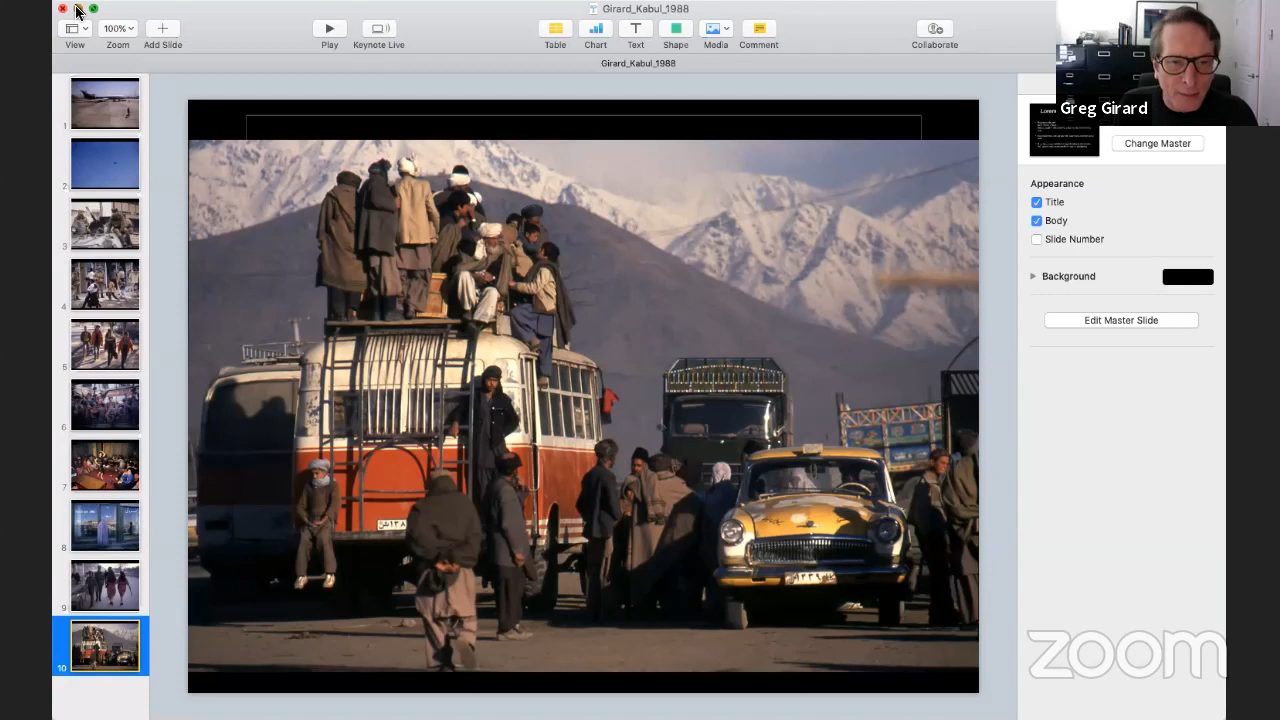 Girard_Kabul_1988
100%
View
Zoom
Add Slide
Play
Keynote Live
Table
Chart
Text
Shape
Media
Comment
Collaborate
Girard_Kabul_1988
Greg Girard
Change Master
Appearance
Title
Body
Slide Number
Background
Edit Master Slide
1
2
3
4
5
6
7
8
9
10
zoom